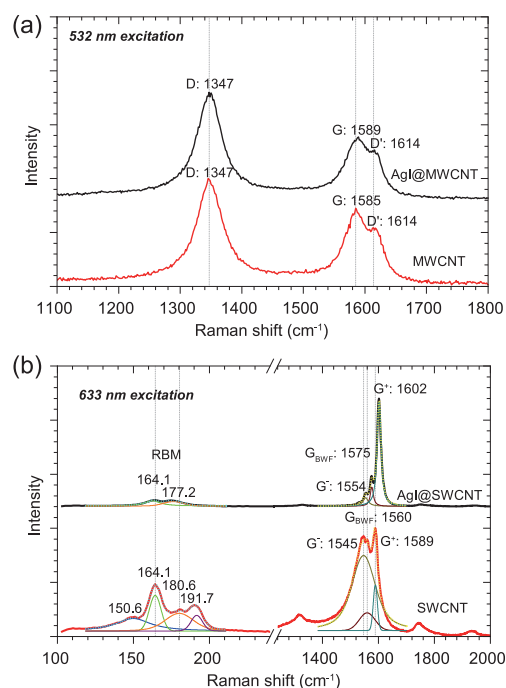 (a)
532 nm excitation
D: 1347
D: 1347
G: 1589
D': 1614
AgI@MWCNT
G: 1585
D': 1614
MWCNT
Intensity
1100 1200 1300 1400 1500 1600 1700 1800
Raman shift (cm-1)
(b)
633 nm excitation
G+: 1602
RBM
GBWF: 1575
164.1
177.2
G-: 1554
AgI@SWCNT
GBWF: 1560
164.1
G-: 1545
G+: 1589
180.6
150.6
191.7
SWCNT
Intensity
100 150 200 1400 1600 1800 2000
Raman shift (cm-1)